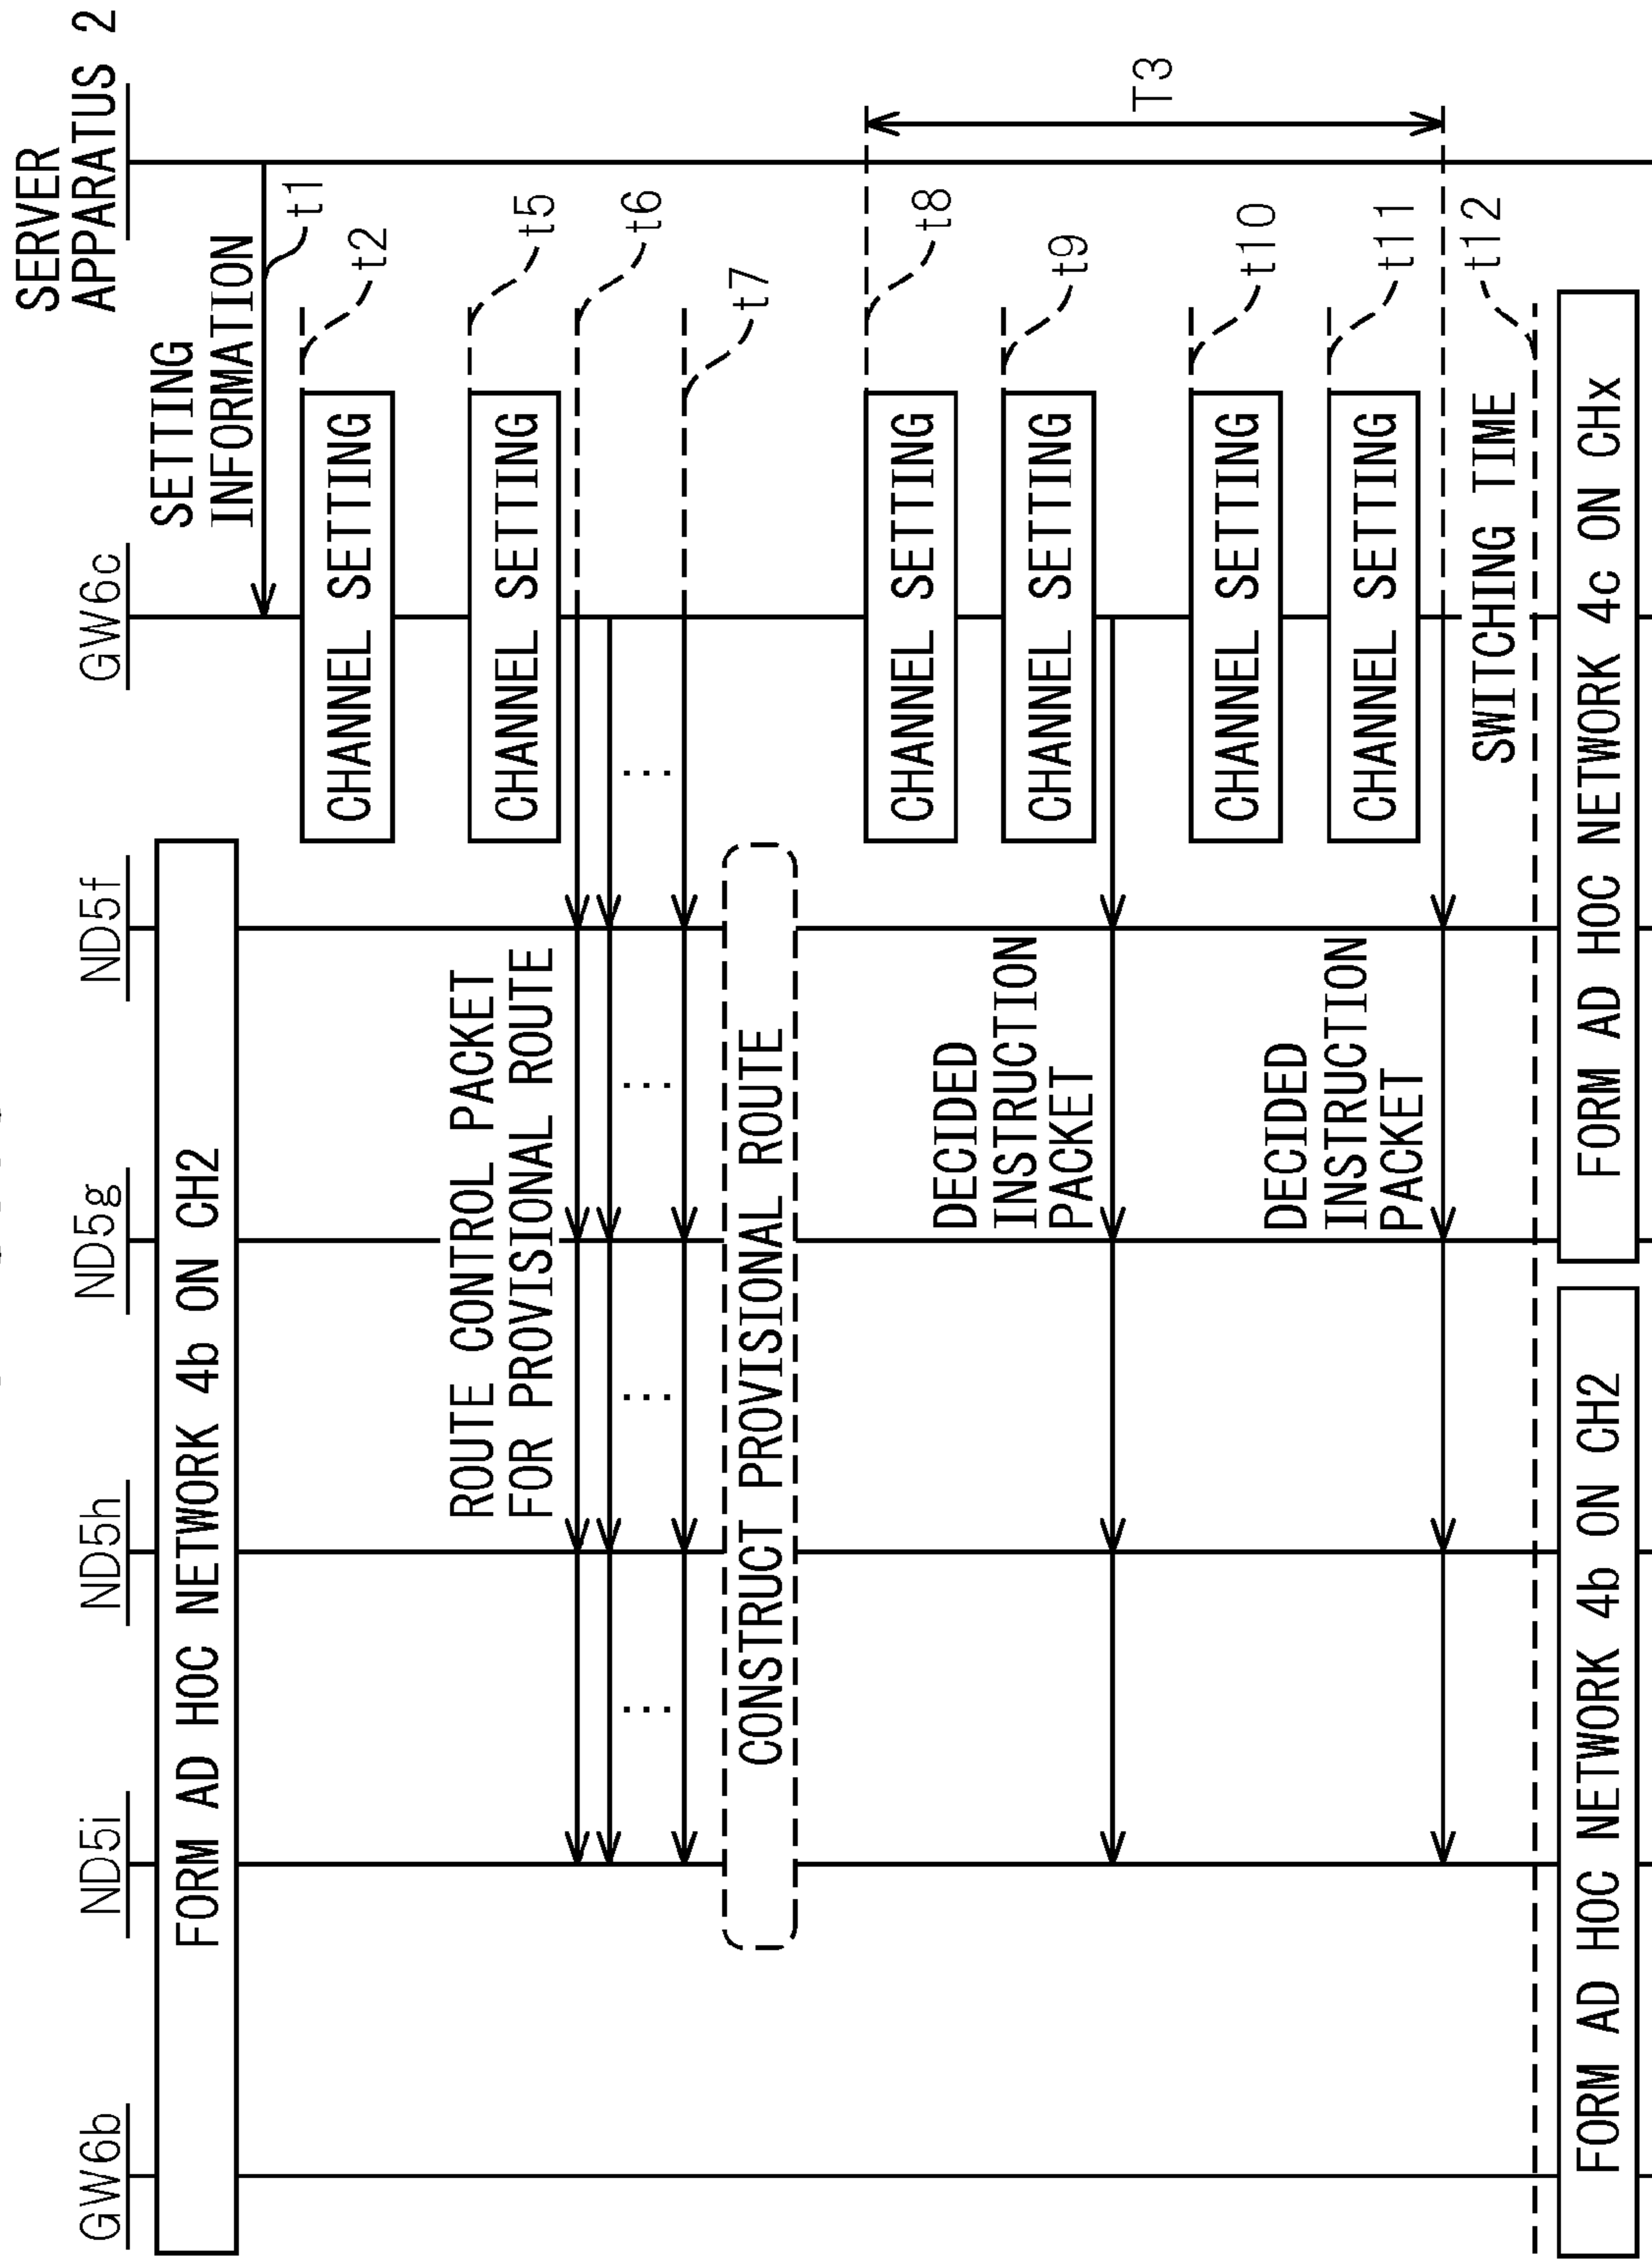 GW6b
ND5i
ND5h
ND5g
ND5f
GW6c
SERVER
APPARATUS 2
FORM AD HOC NETWORK 4b ON CH2
SETTING
INFORMATION
t1
CHANNEL SETTING
t2
CHANNEL SETTING
t5
ROUTE CONTROL PACKET
FOR PROVISIONAL ROUTE
t6
...
...
...
...
t7
CONSTRUCT PROVISIONAL ROUTE
CHANNEL SETTING
t8
CHANNEL SETTING
t9
DECIDED
INSTRUCTION
PACKET
T3
CHANNEL SETTING
t10
CHANNEL SETTING
t11
DECIDED
INSTRUCTION
PACKET
SWITCHING TIME
t12
FORM AD HOC NETWORK 4b ON CH2
FORM AD HOC NETWORK 4c ON CHx